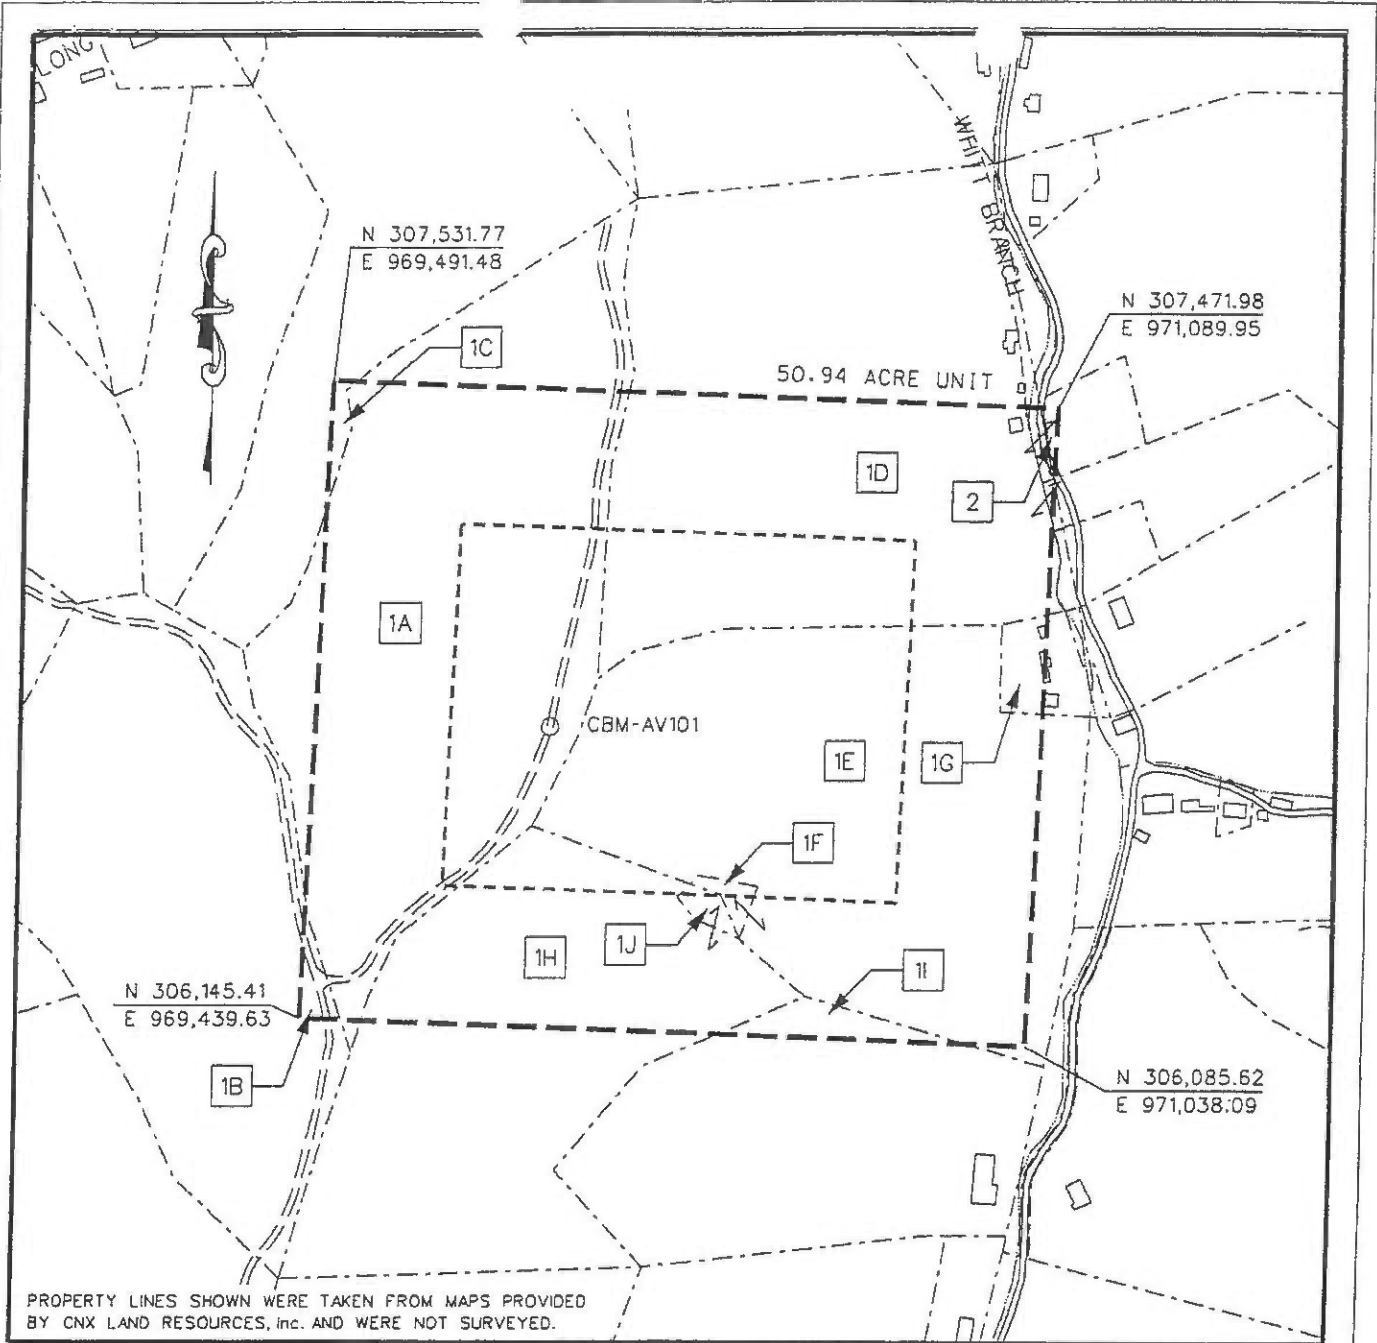 LONG
WHITT BRANCH
N 307,531.77
E 969,491.48
N 307,471.98
E 971,089.95
1C
50.94 ACRE UNIT
1D
2
1A
CBM-AV101
1E
1G
1F
1J
1H
1I
N 306,145.41
E 969,439.63
1B
N 306,085.62
E 971,038.09
PROPERTY LINES SHOWN WERE TAKEN FROM MAPS PROVIDED
BY CNX LAND RESOURCES, Inc. AND WERE NOT SURVEYED.